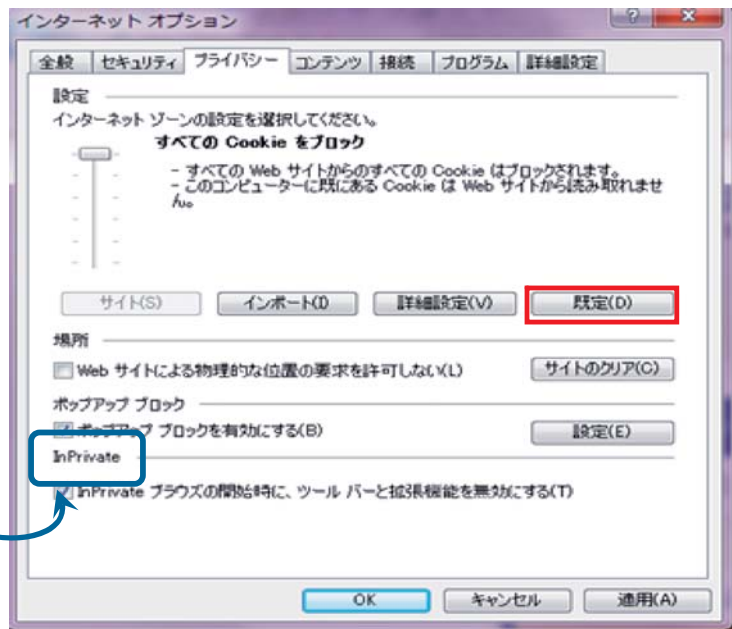 インターネット オプション
全般 セキュリティ プライバシー コンテンツ 接続 プログラム 詳細設定
設定
インターネット ゾーンの設定を選択してください。
すべての Cookie をブロック
- すべての Web サイトからのすべての Cookie はブロックされます。
- このコンピューターに既にある Cookie は Web サイトから読み取れませ
ん。
サイト(S) インポート(I) 詳細設定(V) 既定(D)
場所
Web サイトによる物理的な位置の要求を許可しない(L) サイトのクリア(C)
ポップアップ ブロック
ポップアップ ブロックを有効にする(B) 設定(E)
InPrivate
InPrivate ブラウズの開始時に、ツール バーと拡張機能を無効にする(T)
OK キャンセル 適用(A)